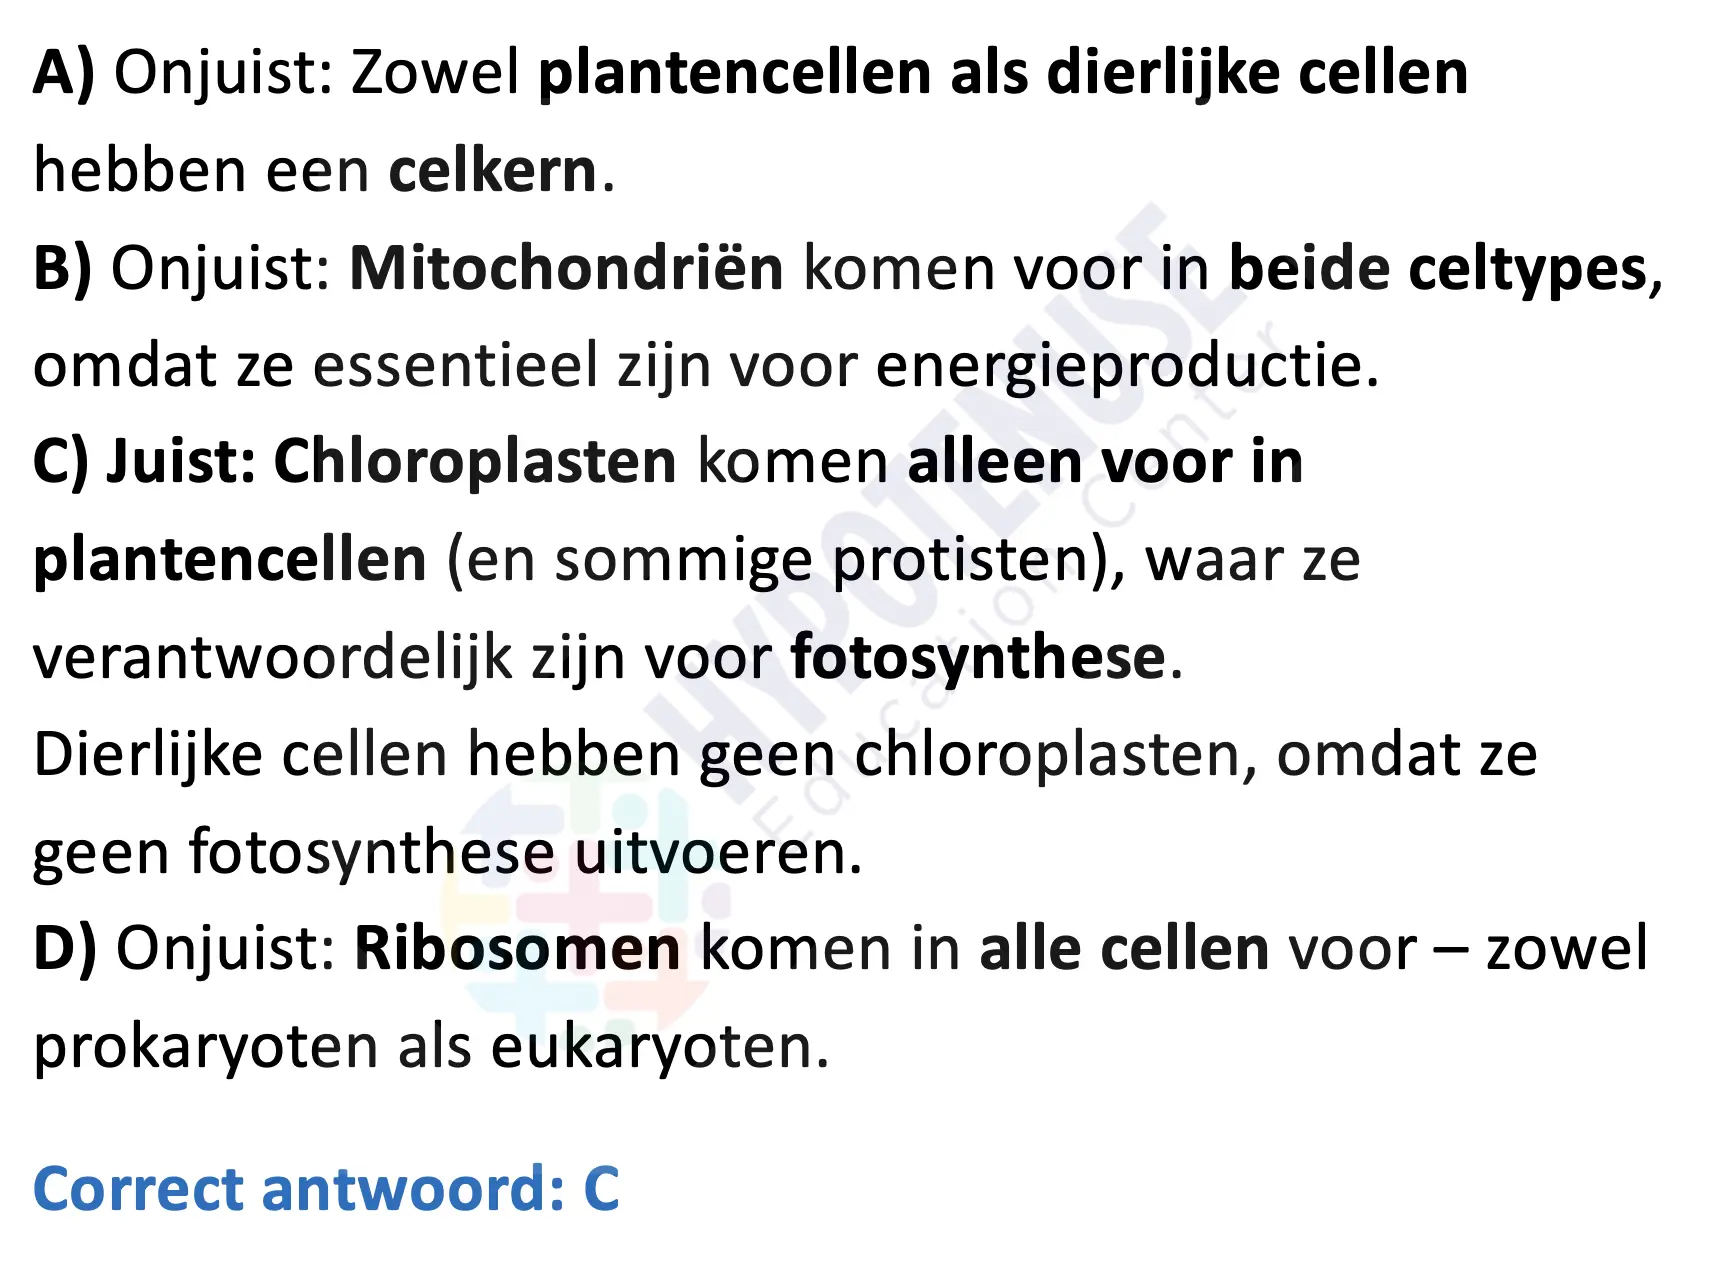 A) Onjuist: Zowel plantencellen als dierlijke cellen
hebben een celkern.
B) Onjuist: Mitochondriën komen voor in beide celtypes,
omdat ze essentieel zijn voor energieproductie.
C) Juist: Chloroplasten komen alleen voor in
plantencellen (en sommige protisten), waar ze
verantwoordelijk zijn voor fotosynthese.
Dierlijke cellen hebben geen chloroplasten, omdat ze
geen fotosynthese uitvoeren.
D) Onjuist: Ribosomen komen in alle cellen voor – zowel
prokaryoten als eukaryoten.
Correct antwoord: C
HYPOTENUSE
Education Center